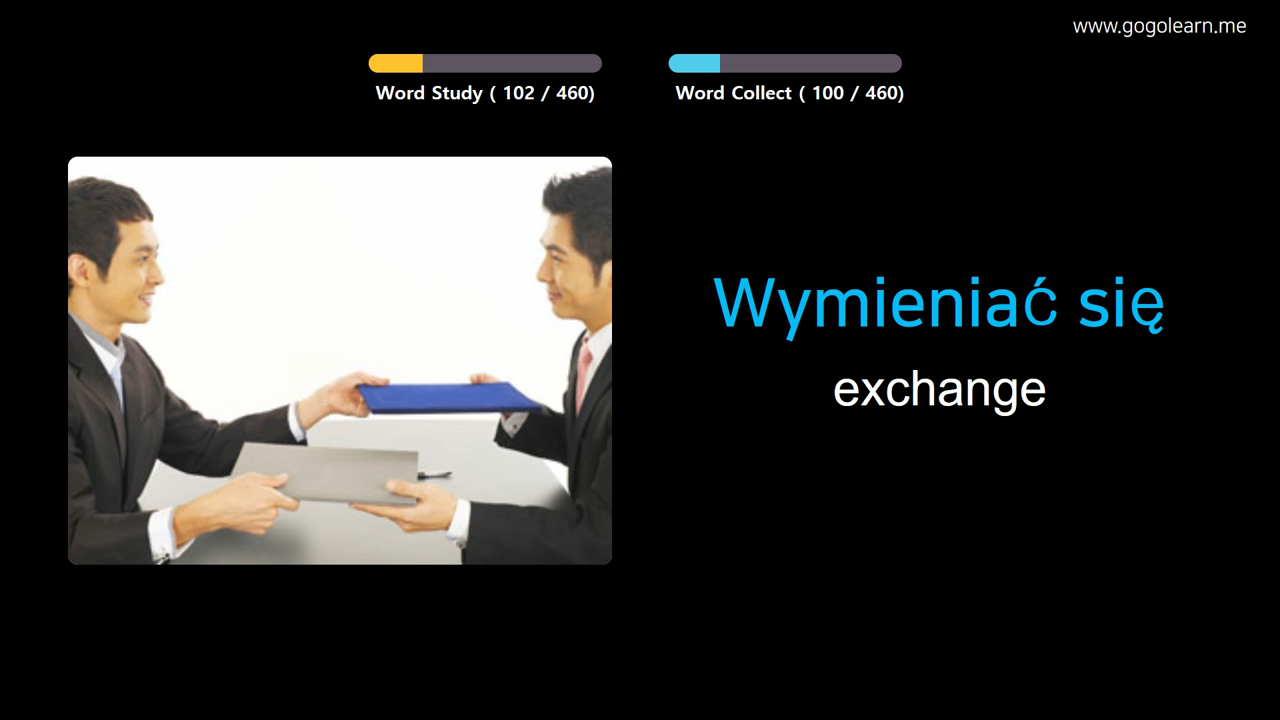 www.gogolearn.me
Word Study ( 102 / 460)
Word Collect ( 100 / 460)
Wymieniać się
exchange